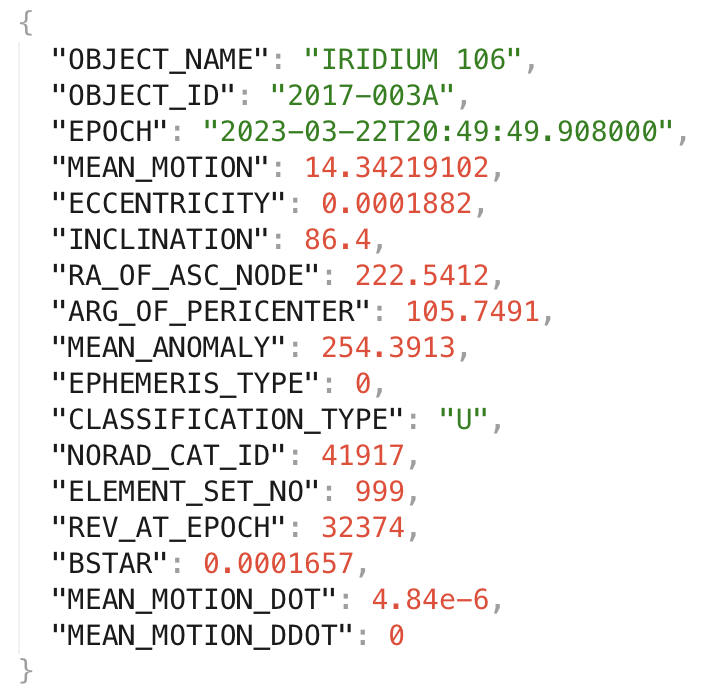 {
"OBJECT_NAME": "IRIDIUM 106",
"OBJECT_ID": "2017-003A",
"EPOCH": "2023-03-22T20:49:49.908000",
"MEAN_MOTION": 14.34219102,
"ECCENTRICITY": 0.0001882,
"INCLINATION": 86.4,
"RA_OF_ASC_NODE": 222.5412,
"ARG_OF_PERICENTER": 105.7491,
"MEAN_ANOMALY": 254.3913,
"EPHEMERIS_TYPE": 0,
"CLASSIFICATION_TYPE": "U",
"NORAD_CAT_ID": 41917,
"ELEMENT_SET_NO": 999,
"REV_AT_EPOCH": 32374,
"BSTAR": 0.0001657,
"MEAN_MOTION_DOT": 4.84e-6,
"MEAN_MOTION_DDOT": 0
}